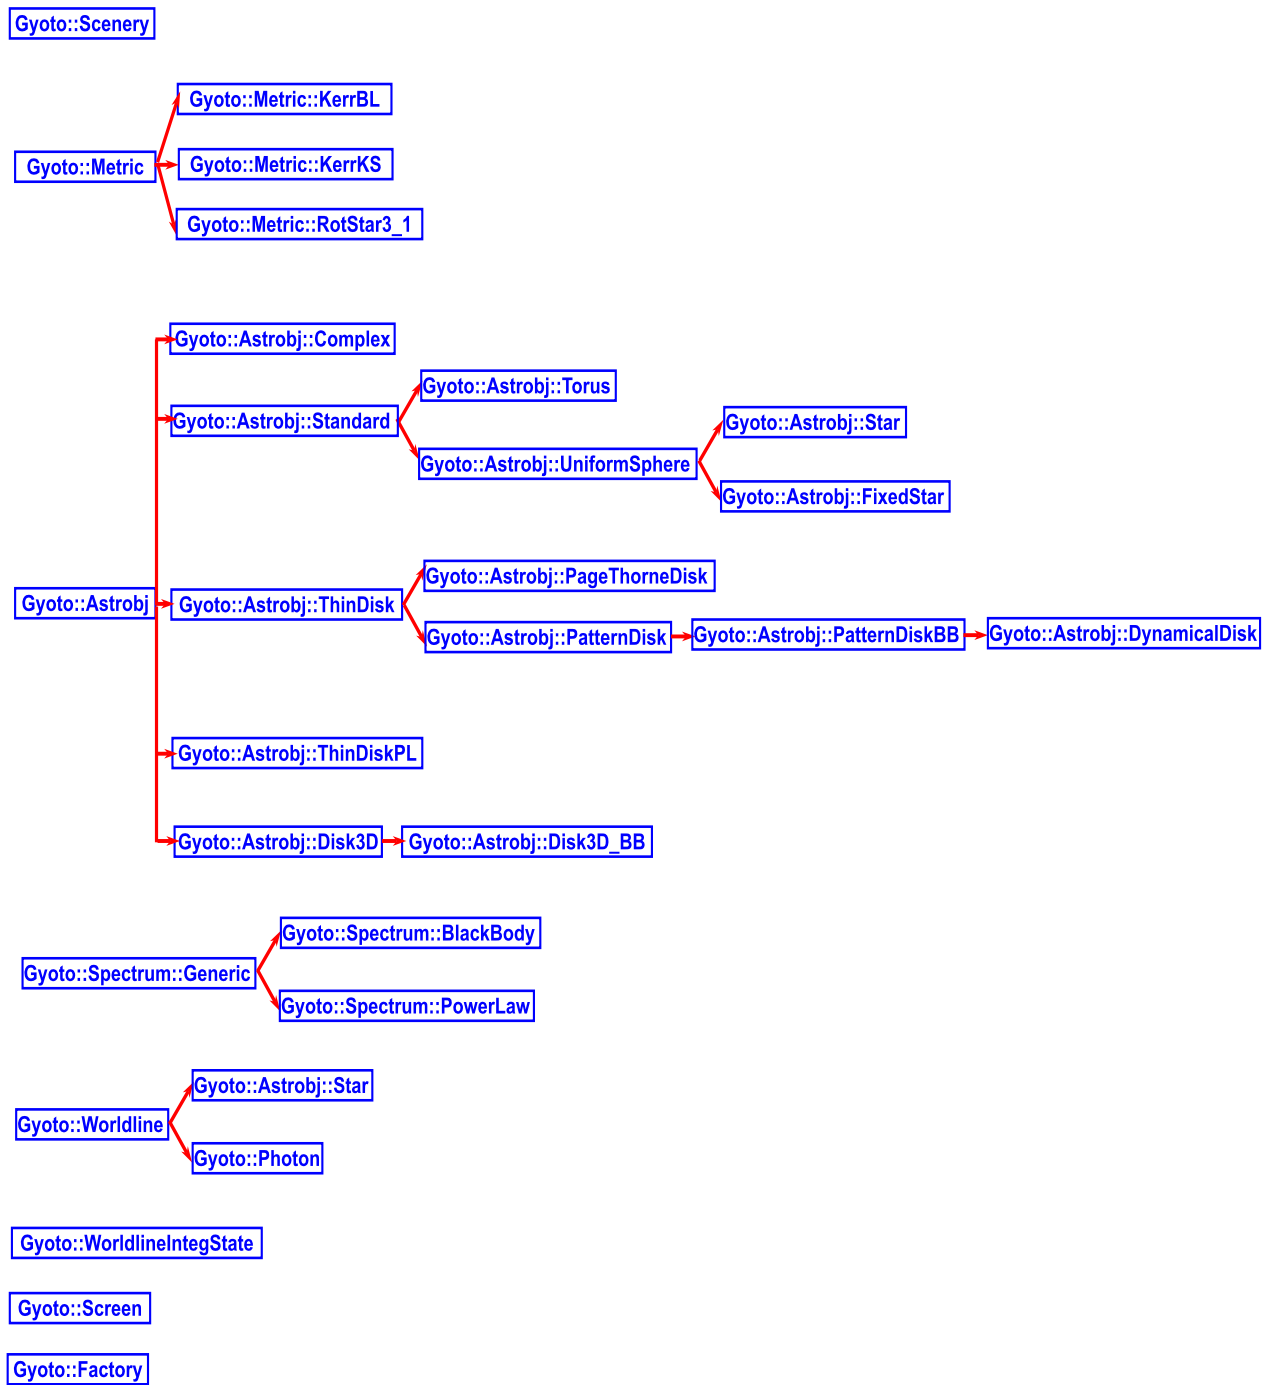 Gyoto::Scenery
Gyoto::Metric::KerrBL
Gyoto::Metric
Gyoto::Metric::KerrKS
Gyoto::Metric::RotStar3_1
Gyoto::Astrobj::Complex
Gyoto::Astrobj::Torus
Gyoto::Astrobj::Standard
Gyoto::Astrobj::Star
Gyoto::Astrobj::UniformSphere
Gyoto::Astrobj::FixedStar
Gyoto::Astrobj::PageThorneDisk
Gyoto::Astrobj
Gyoto::Astrobj::ThinDisk
Gyoto::Astrobj::PatternDisk
Gyoto::Astrobj::PatternDiskBB
Gyoto::Astrobj::DynamicalDisk
Gyoto::Astrobj::ThinDiskPL
Gyoto::Astrobj::Disk3D
Gyoto::Astrobj::Disk3D_BB
Gyoto::Spectrum::BlackBody
Gyoto::Spectrum::Generic
Gyoto::Spectrum::PowerLaw
Gyoto::Astrobj::Star
Gyoto::Worldline
Gyoto::Photon
Gyoto::WorldlineIntegState
Gyoto::Screen
Gyoto::Factory